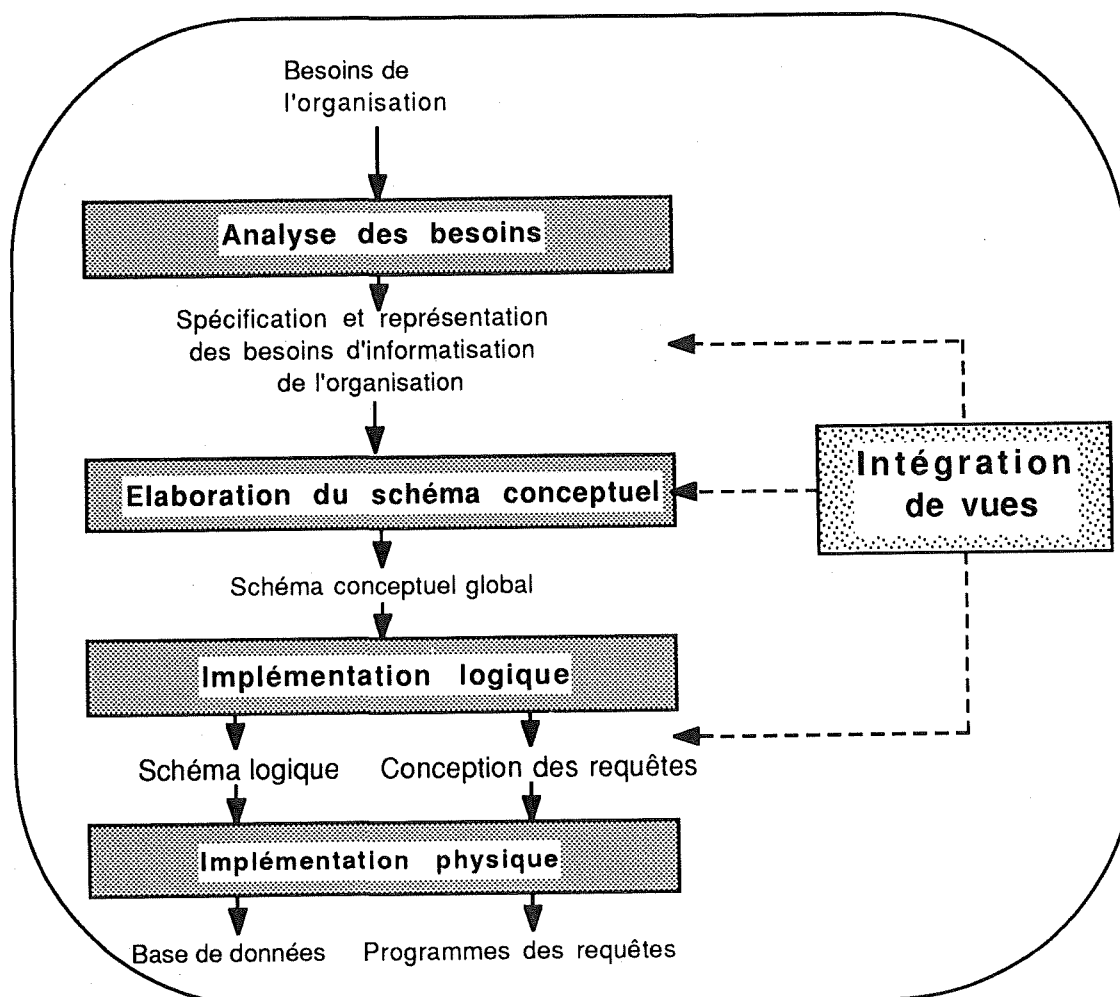 Besoins de
l'organisation
Analyse des besoins
Spécification et représentation
des besoins d'informatisation
de l'organisation
Elaboration du schéma conceptuel
Intégration
de vues
Schéma conceptuel global
Implémentation logique
Schéma logique Conception des requêtes
Implémentation physique
Base de données Programmes des requêtes